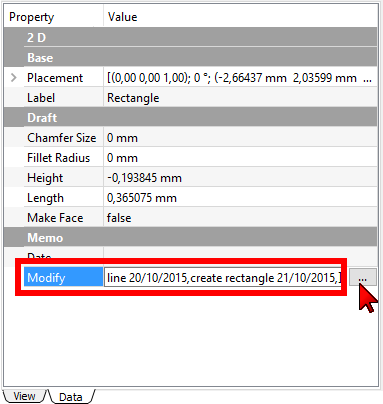 Property Value
2 D
Base
Placement [(0,00 0,00 1,00); 0 °; (-2,66437 mm 2,03599 mm ...
Label Rectangle
Draft
Chamfer Size 0 mm
Fillet Radius 0 mm
Height -0,193845 mm
Length 0,365075 mm
Make Face false
Memo
Date
Modify line 20/10/2015,create rectangle 21/10/2015,] ...
View Data